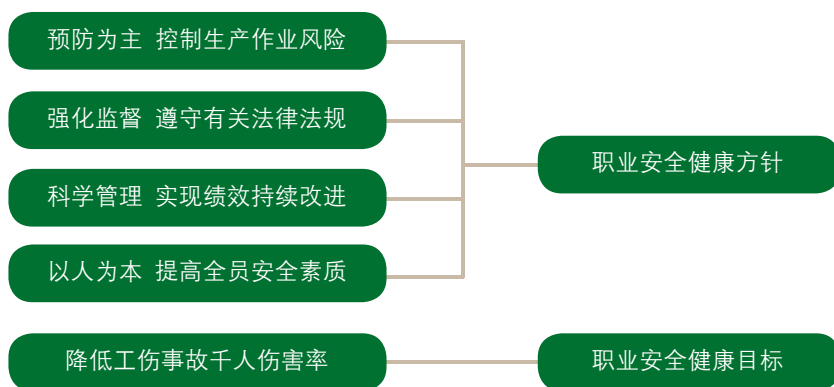 预防为主 控制生产作业风险
强化监督 遵守有关法律法规
科学管理 实现绩效持续改进
以人为本 提高全员安全素质
职业安全健康方针
降低工伤事故千人伤害率
职业安全健康目标